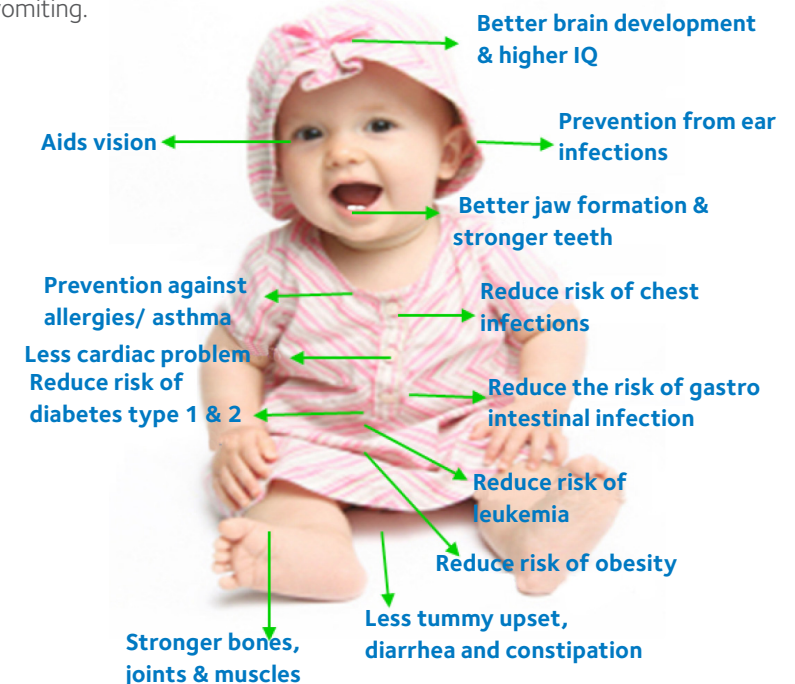 vomiting.
Better brain development
& higher IQ
Aids vision
Prevention from ear
infections
Better jaw formation &
stronger teeth
Prevention against
allergies/ asthma
Reduce risk of chest
infections
Less cardiac problem
Reduce risk of
diabetes type 1 & 2
Reduce the risk of gastro
intestinal infection
Reduce risk of
leukemia
Reduce risk of obesity
Less tummy upset,
diarrhea and constipation
Stronger bones,
joints & muscles